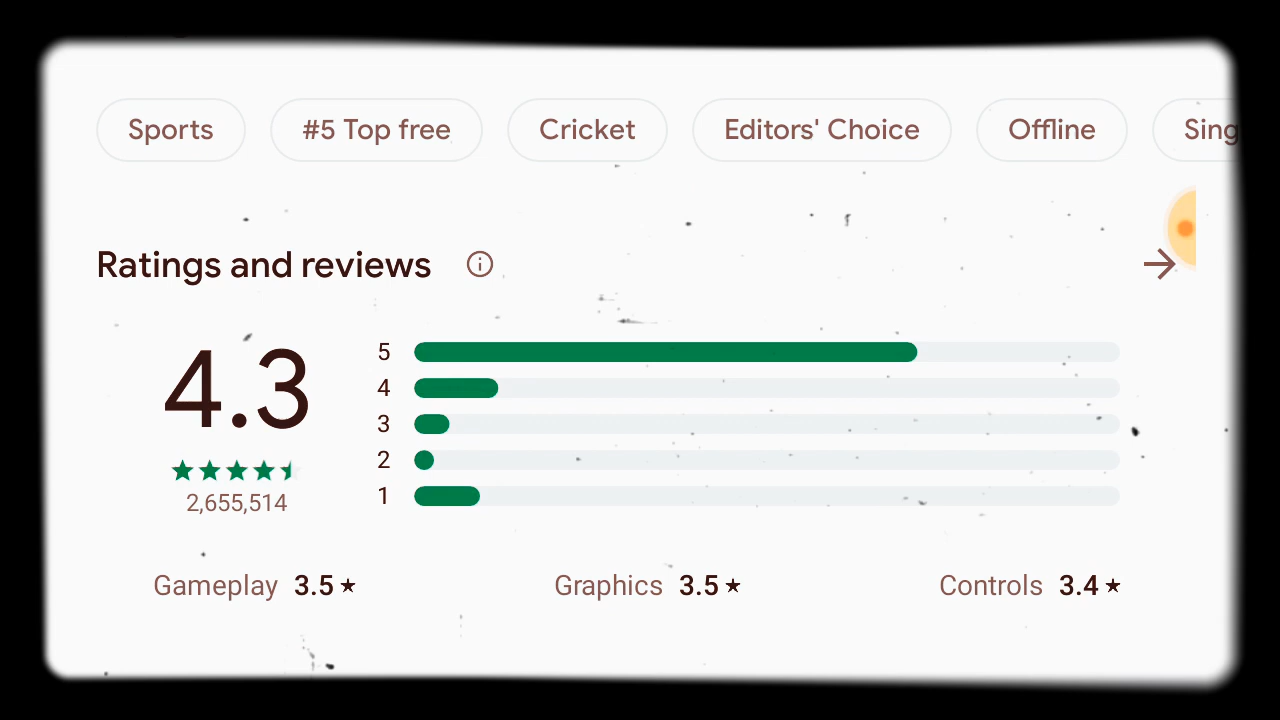 Sports #5 Top free Cricket Editors' Choice Offline Sing
Ratings and reviews
4.3
5
4
3
2
1
2,655,514
Gameplay 3.5★ Graphics 3.5★ Controls 3.4★